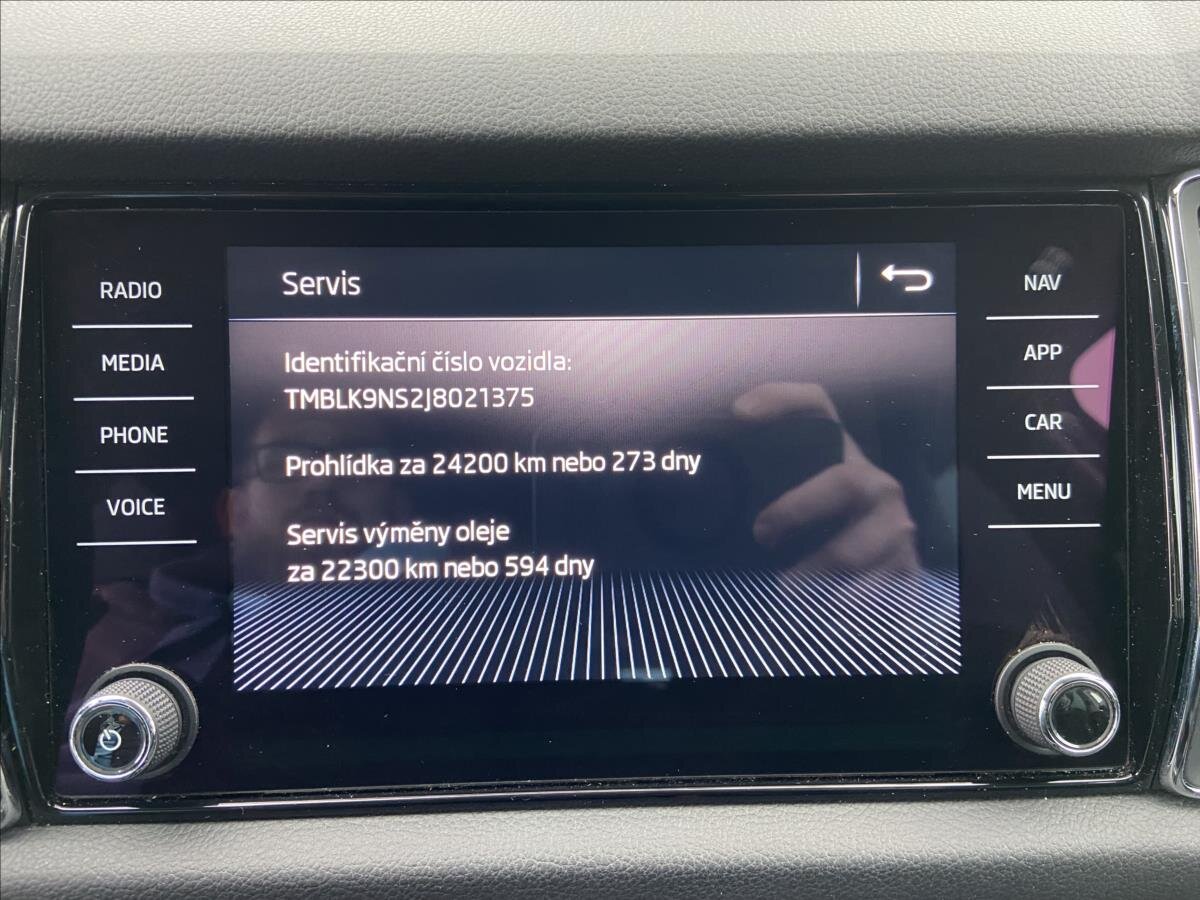 RADIO
MEDIA
PHONE
VOICE
Servis
Identifikační číslo vozidla:
TMBLK9NS2J8021375
Prohlídka za 24200 km nebo 273 dny
Servis výměny oleje
za 22300 km nebo 594 dny
NAV
APP
CAR
MENU